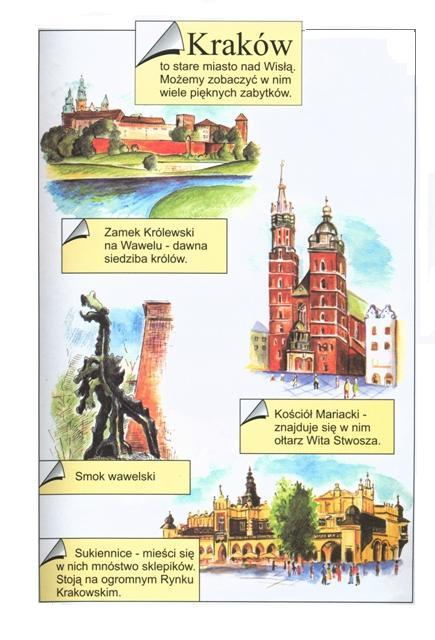 Kraków
to stare miasto nad Wisłą.
Możemy zobaczyć w nim
wiele pięknych zabytków.
Zamek Królewski
na Wawelu - dawna
siedziba królów.
Kościół Mariacki -
znajduje się w nim
ołtarz Wita Stwosza.
Smok wawelski
Sukiennice - mieści się
w nich mnóstwo sklepików.
Stoją na ogromnym Rynku
Krakowskim.